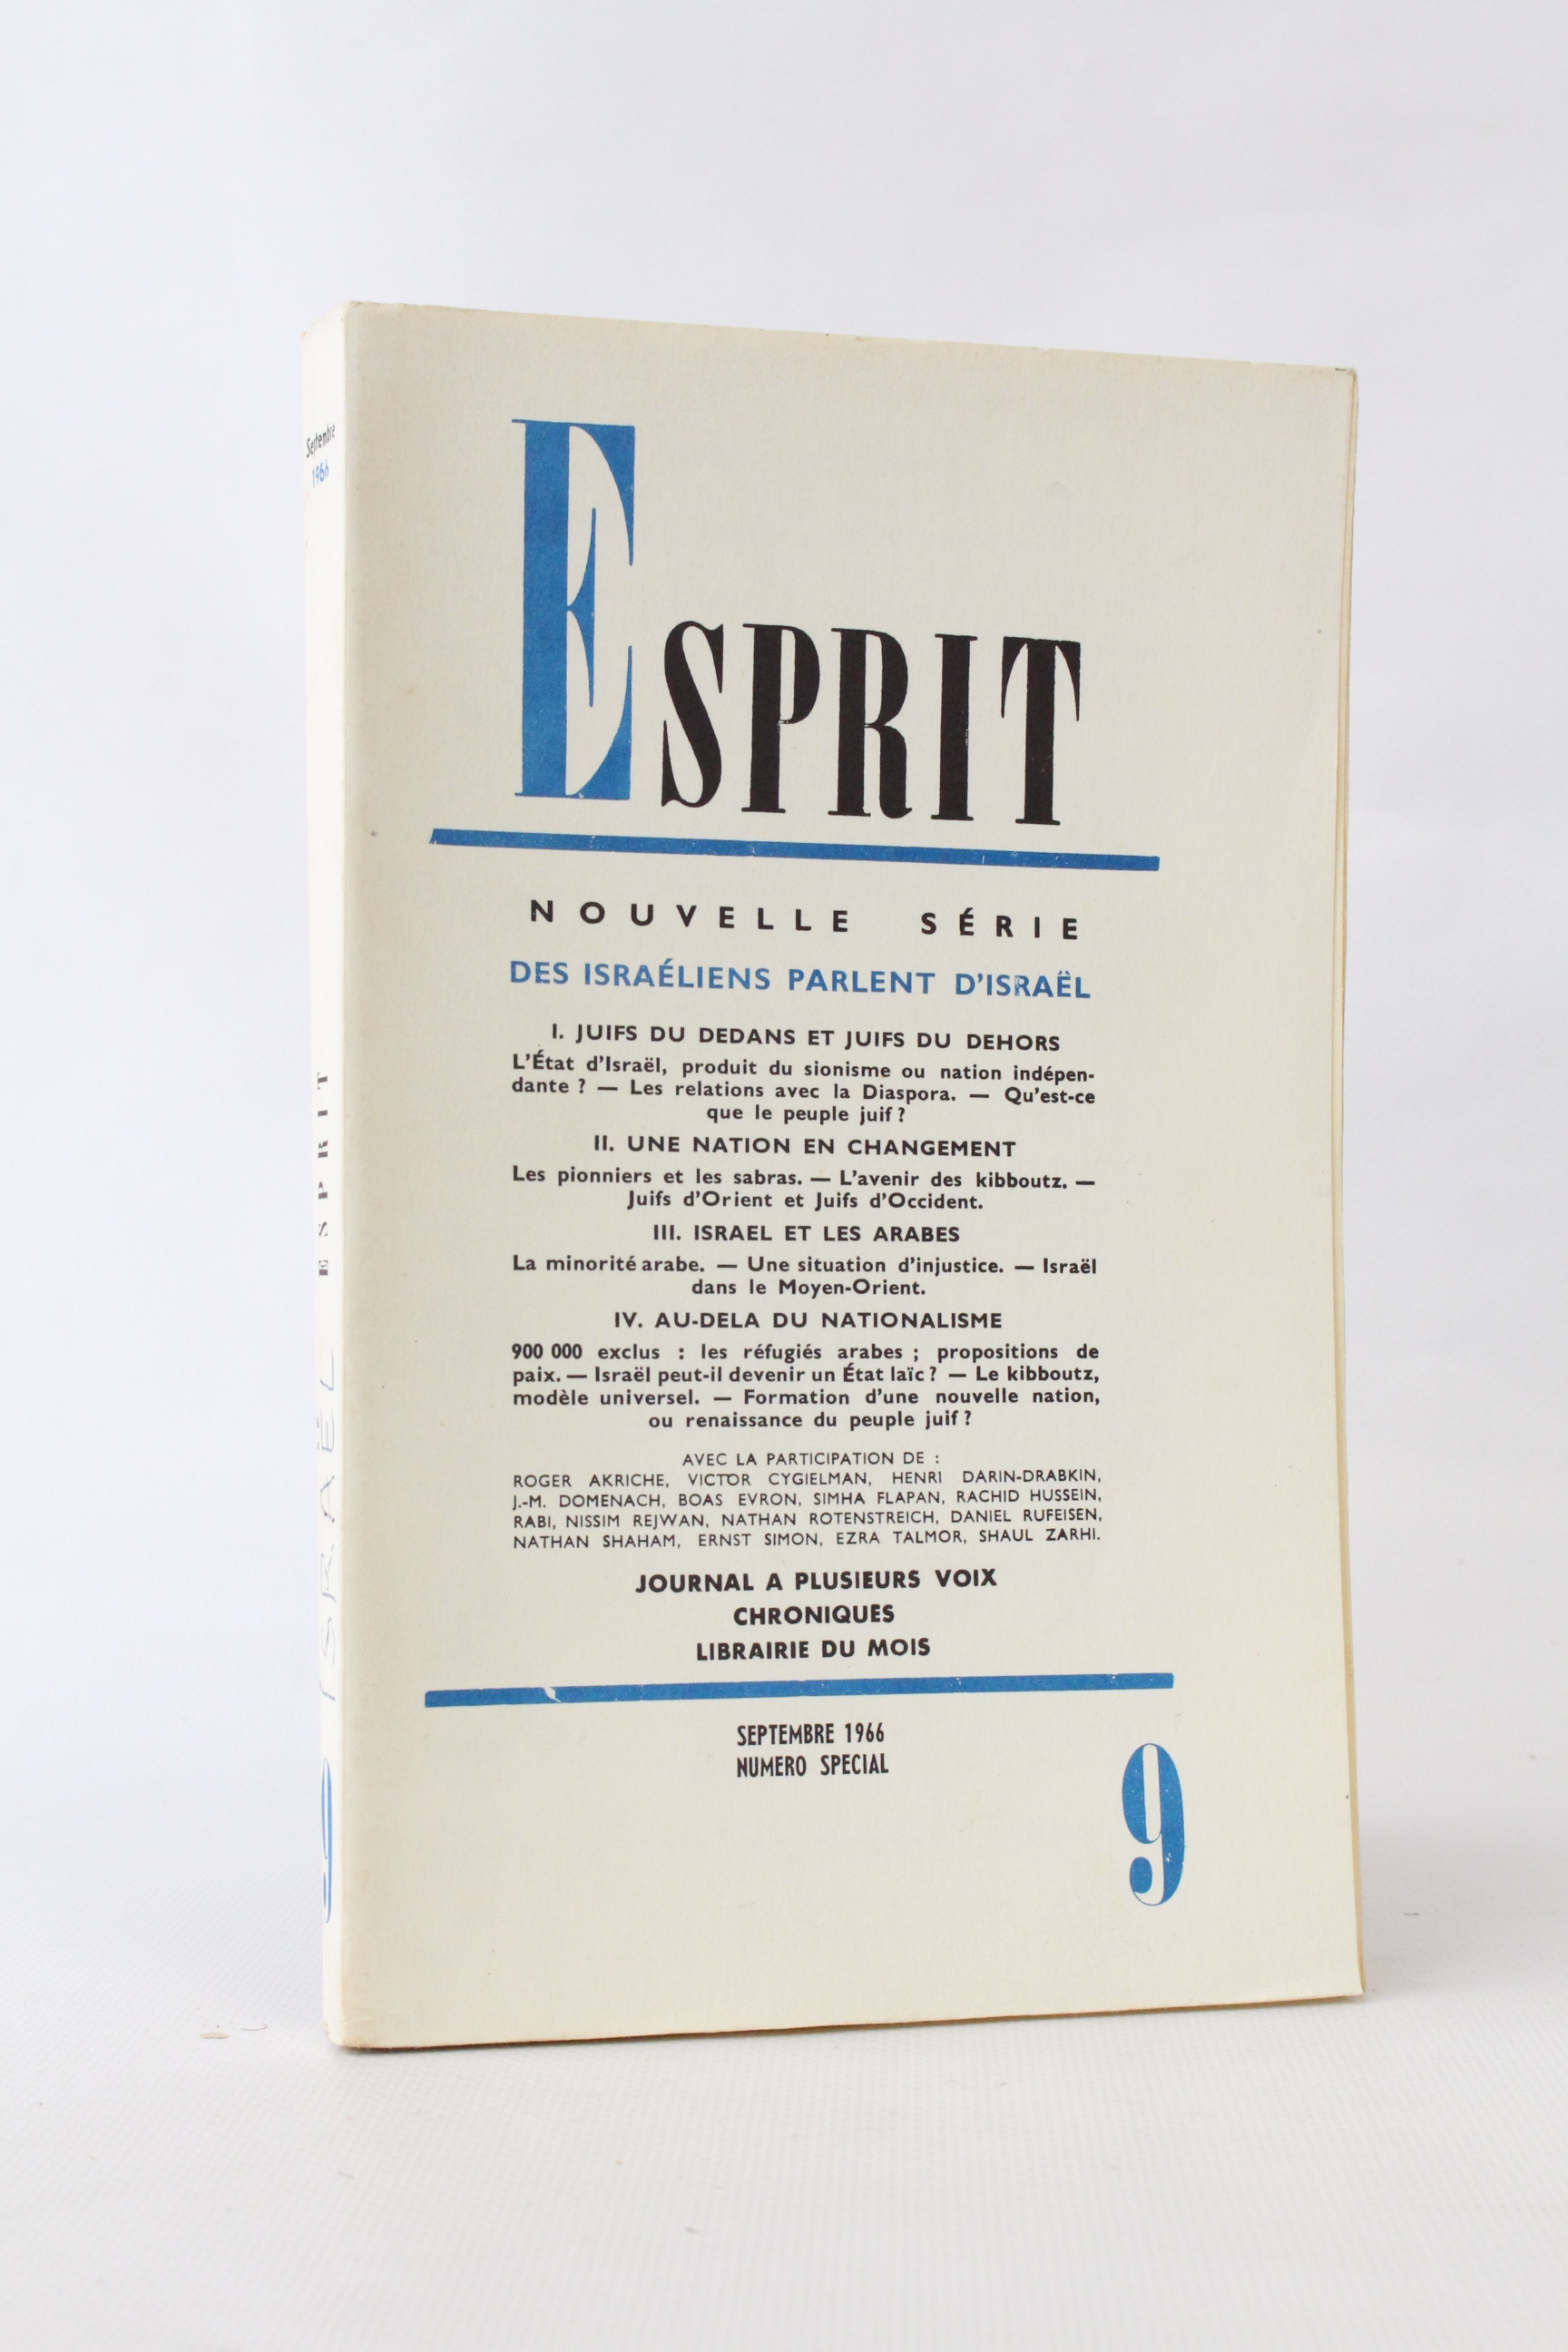 Septembre
1966
ESPRIT
ISRAËL
9
ESPRIT
NOUVELLE SÉRIE
DES ISRAÉLIENS PARLENT D'ISRAËL
I. JUIFS DU DEDANS ET JUIFS DU DEHORS
L'État d'Israël, produit du sionisme ou nation indépen-
dante ? — Les relations avec la Diaspora. — Qu'est-ce
que le peuple juif ?
II. UNE NATION EN CHANGEMENT
Les pionniers et les sabras. — L'avenir des kibboutz. —
Juifs d'Orient et Juifs d'Occident.
III. ISRAEL ET LES ARABES
La minorité arabe. — Une situation d'injustice. — Israël
dans le Moyen-Orient.
IV. AU-DELA DU NATIONALISME
900 000 exclus : les réfugiés arabes ; propositions de
paix. — Israël peut-il devenir un État laïc ? — Le kibboutz,
modèle universel. — Formation d'une nouvelle nation,
ou renaissance du peuple juif ?
AVEC LA PARTICIPATION DE :
ROGER AKRICHE, VICTOR CYGIELMAN, HENRI DARIN-DRABKIN,
J.-M. DOMENACH, BOAS EVRON, SIMHA FLAPAN, RACHID HUSSEIN,
RABI, NISSIM REJWAN, NATHAN ROTENSTREICH, DANIEL RUFEISEN,
NATHAN SHAHAM, ERNST SIMON, EZRA TALMOR, SHAUL ZARHI.
JOURNAL A PLUSIEURS VOIX
CHRONIQUES
LIBRAIRIE DU MOIS
SEPTEMBRE 1966
NUMERO SPECIAL
9